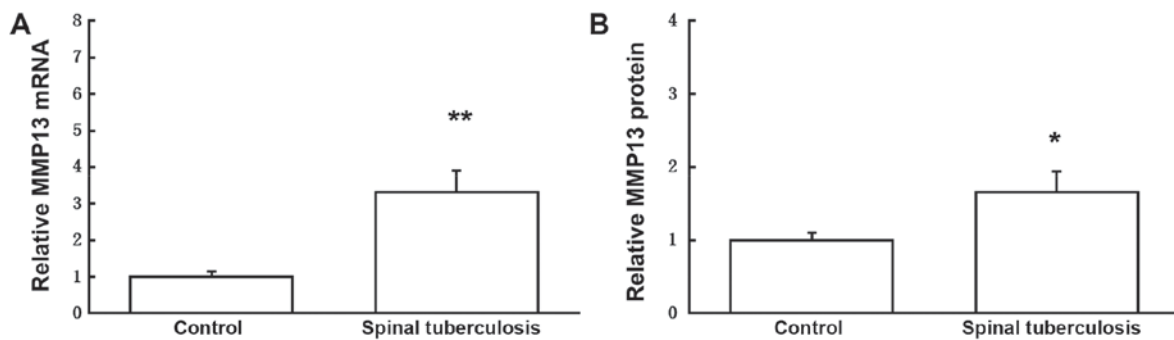 A
Relative MMP13 mRNA
8
7
6
5
4
3
2
1
0
**
Control
Spinal tuberculosis
B
Relative MMP13 protein
4
3
2
1
0
*
Control
Spinal tuberculosis